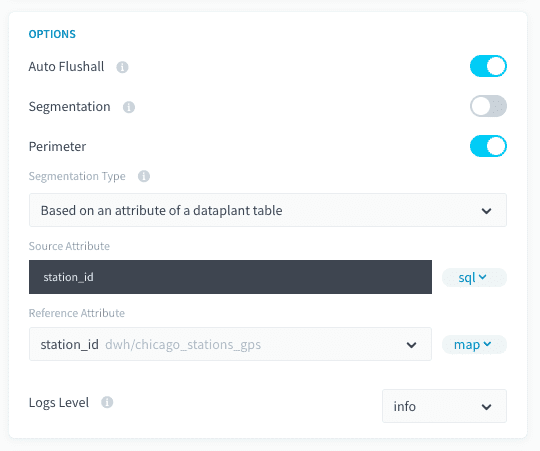 OPTIONS
Auto Flushall
Segmentation
Perimeter
Segmentation Type
Based on an attribute of a dataplant table
Source Attribute
station_id sql
Reference Attribute
station_id dwh/chicago_stations_gps map
Logs Level info